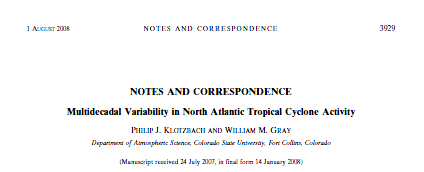 1 AUGUST 2008 NOTES AND CORRESPONDENCE 3929
NOTES AND CORRESPONDENCE
Multidecadal Variability in North Atlantic Tropical Cyclone Activity
PHILIP J. KLOTZBACH AND WILLIAM M. GRAY
Department of Atmospheric Science, Colorado State University, Fort Collins, Colorado
(Manuscript received 24 July 2007, in final form 14 January 2008)